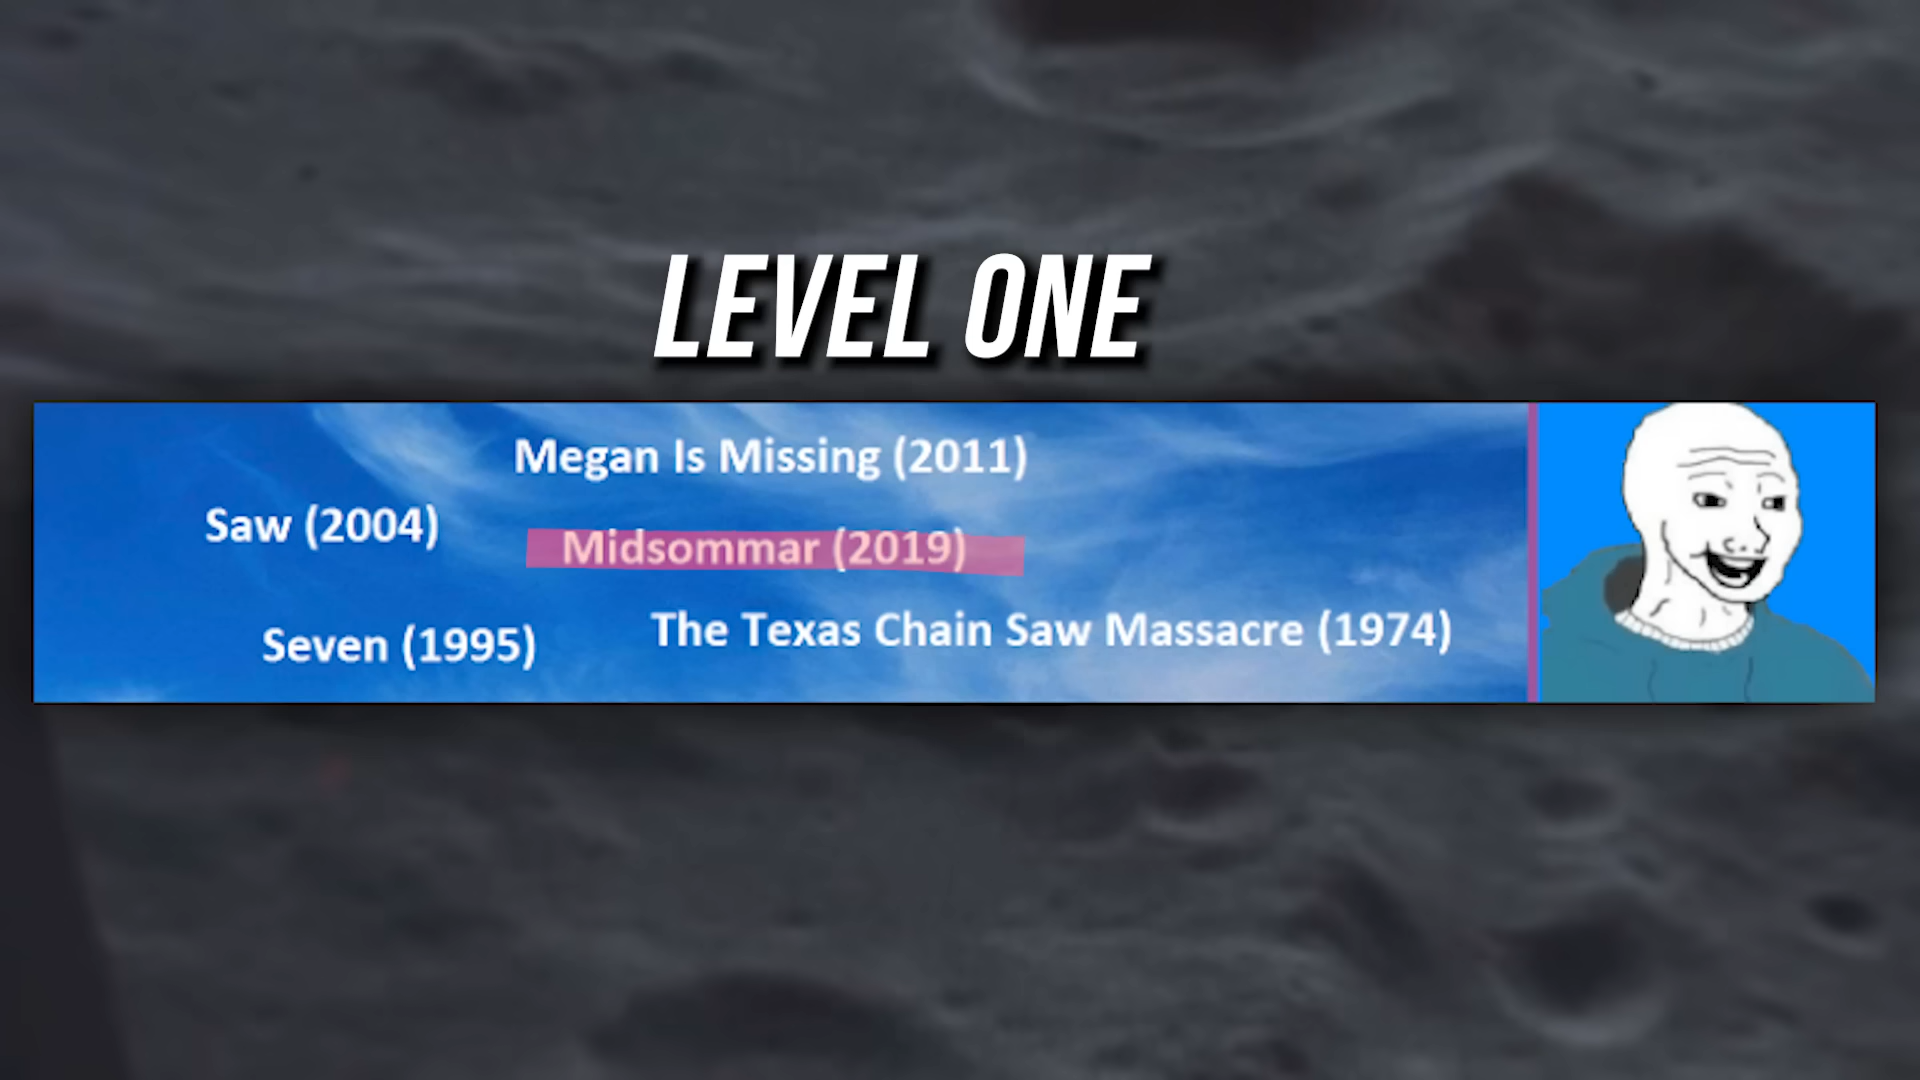 LEVEL ONE
Megan Is Missing (2011)
Saw (2004)
Midsommar (2019)
Seven (1995)
The Texas Chain Saw Massacre (1974)